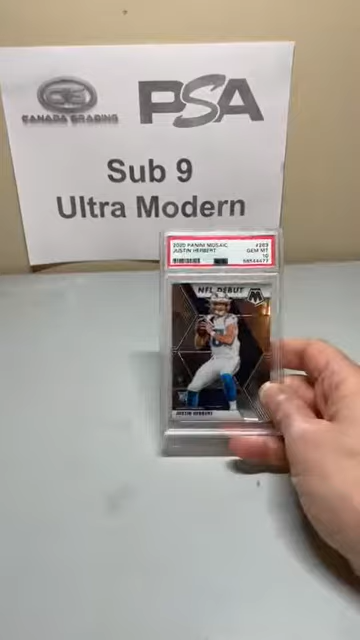 CANADA GRADING
PSA
Sub 9
Ultra Modern
2020 PANINI MOSAIC
JUSTIN HERBERT
GEM MT
10
NFL DEBUT
JUSTIN HERBERT